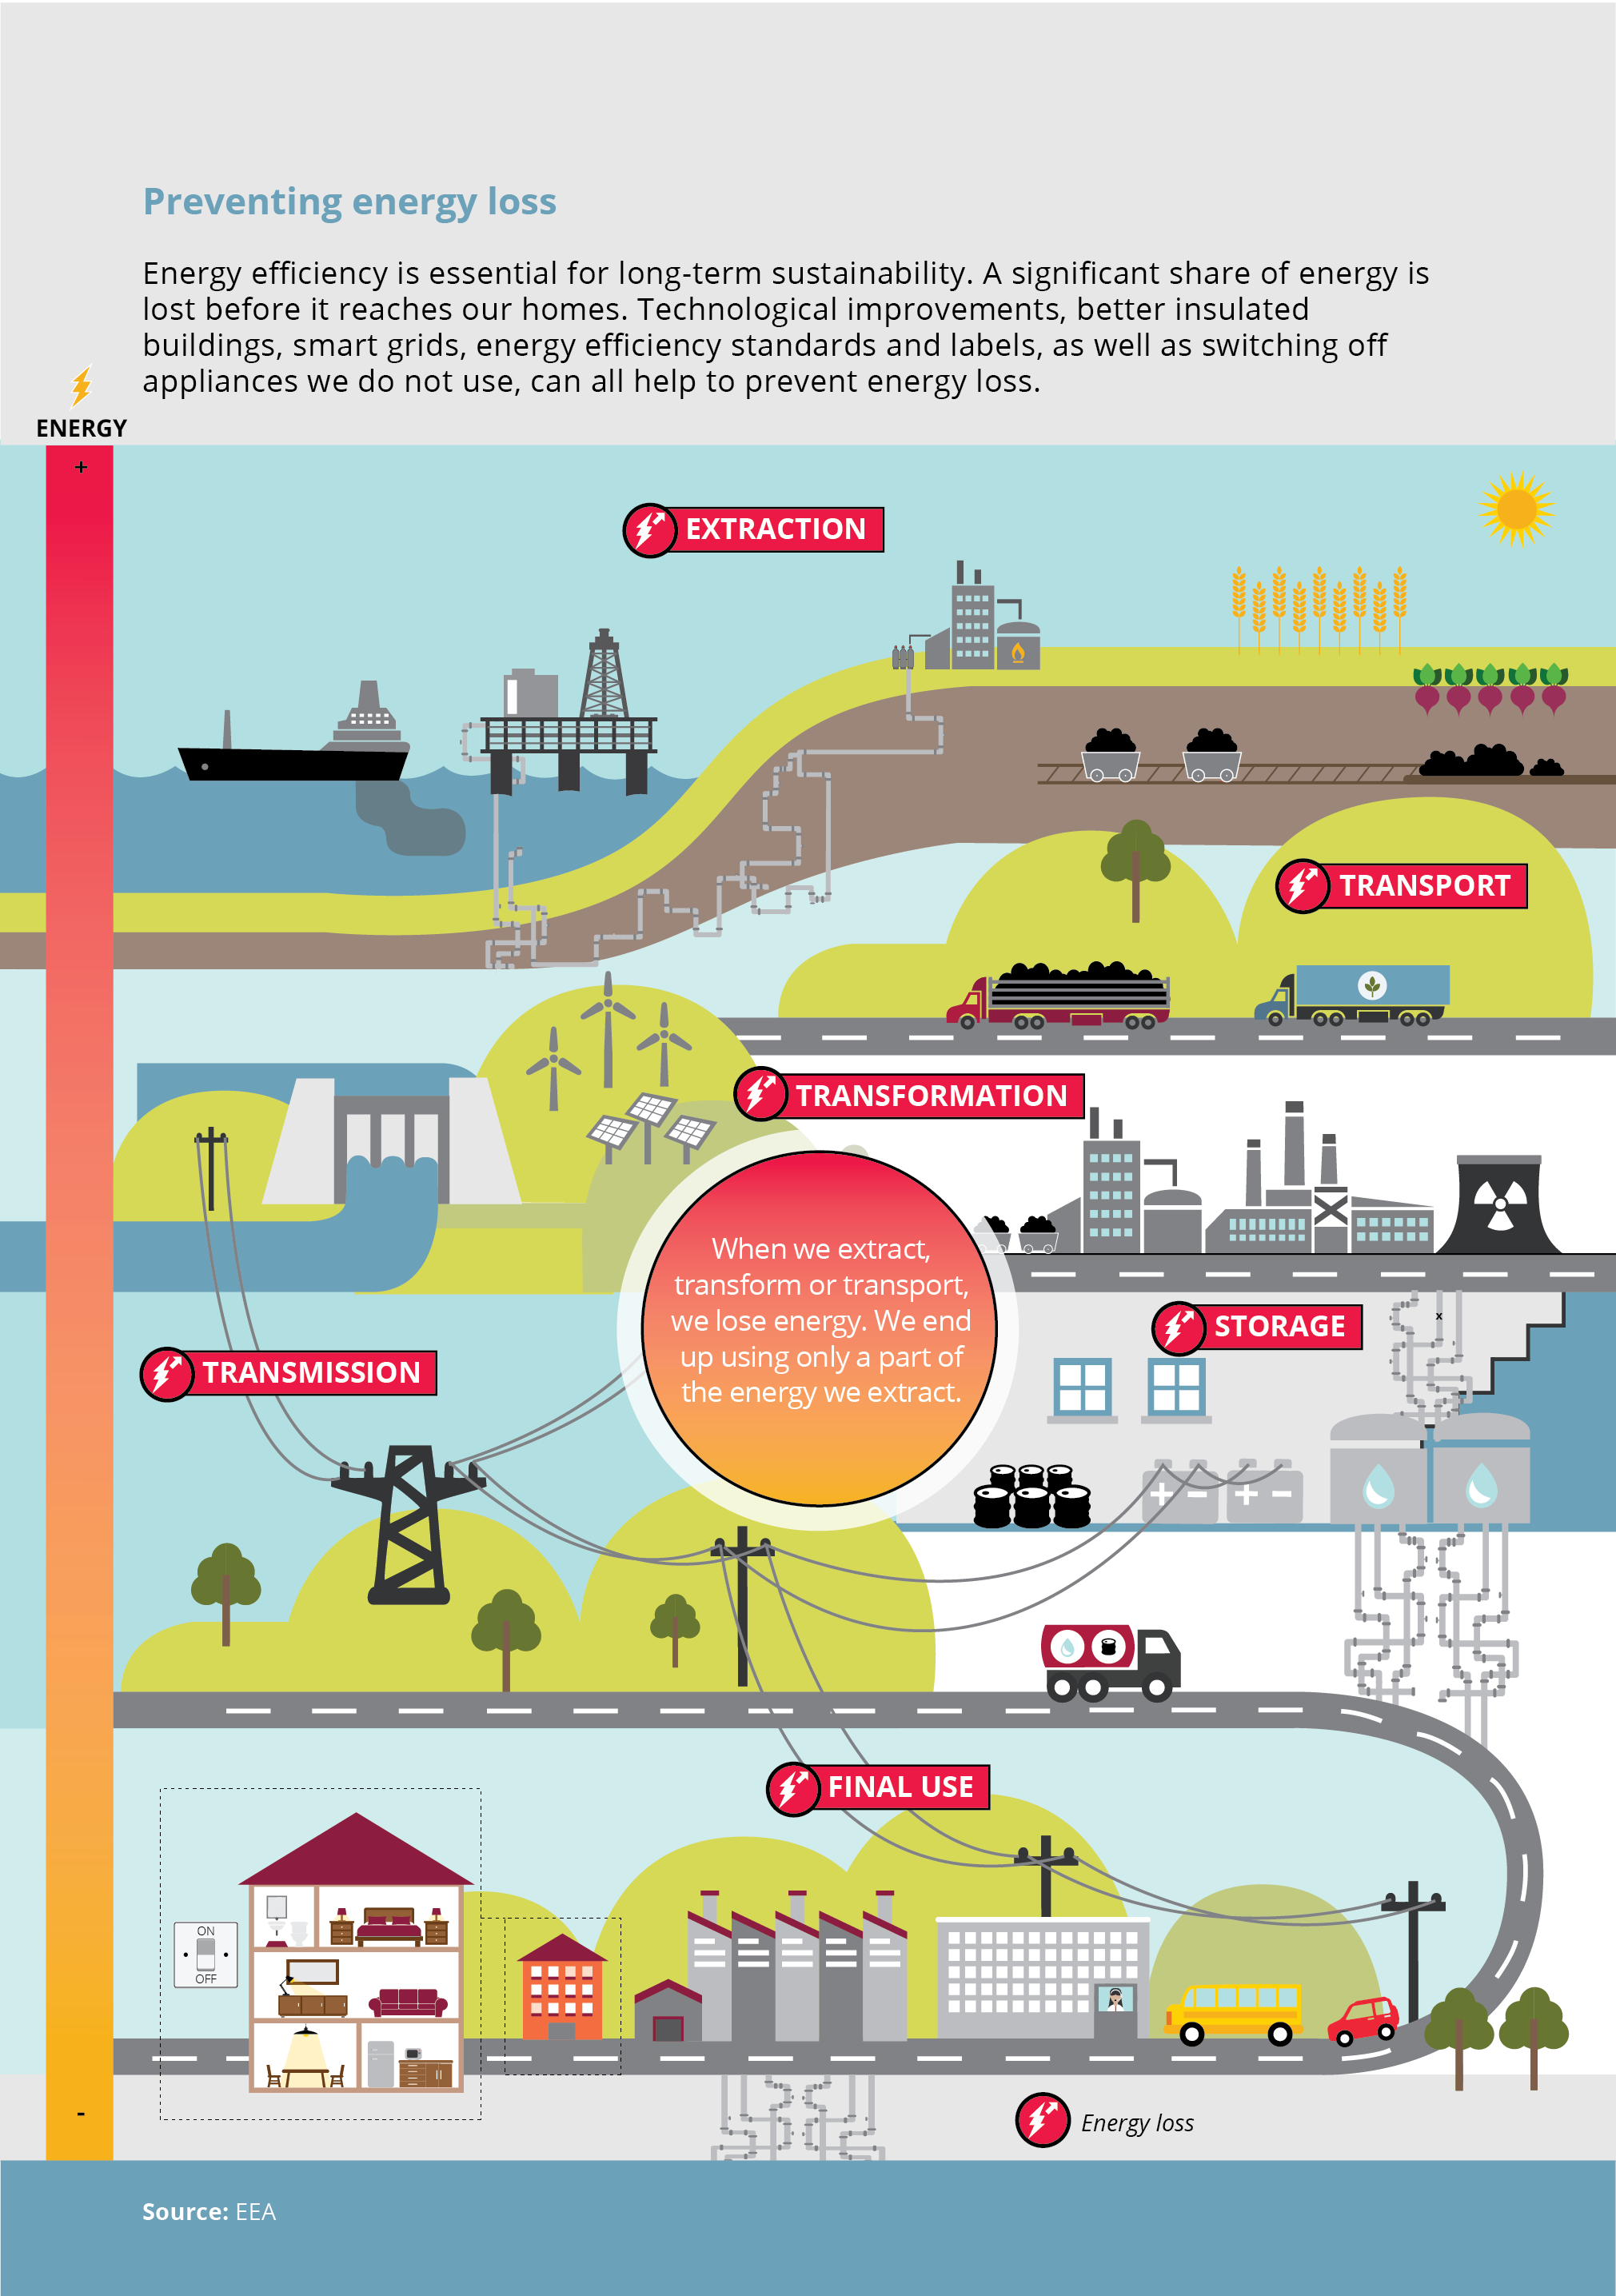 Preventing energy loss
Energy efficiency is essential for long-term sustainability. A significant share of energy is
lost before it reaches our homes. Technological improvements, better insulated
buildings, smart grids, energy efficiency standards and labels, as well as switching off
appliances we do not use, can all help to prevent energy loss.
ENERGY
+
EXTRACTION
TRANSPORT
TRANSFORMATION
When we extract,
transform or transport,
we lose energy. We end
up using only a part of
the energy we extract.
STORAGE
x
TRANSMISSION
+ - + -
FINAL USE
ON
OFF
-
Energy loss
Source: EEA